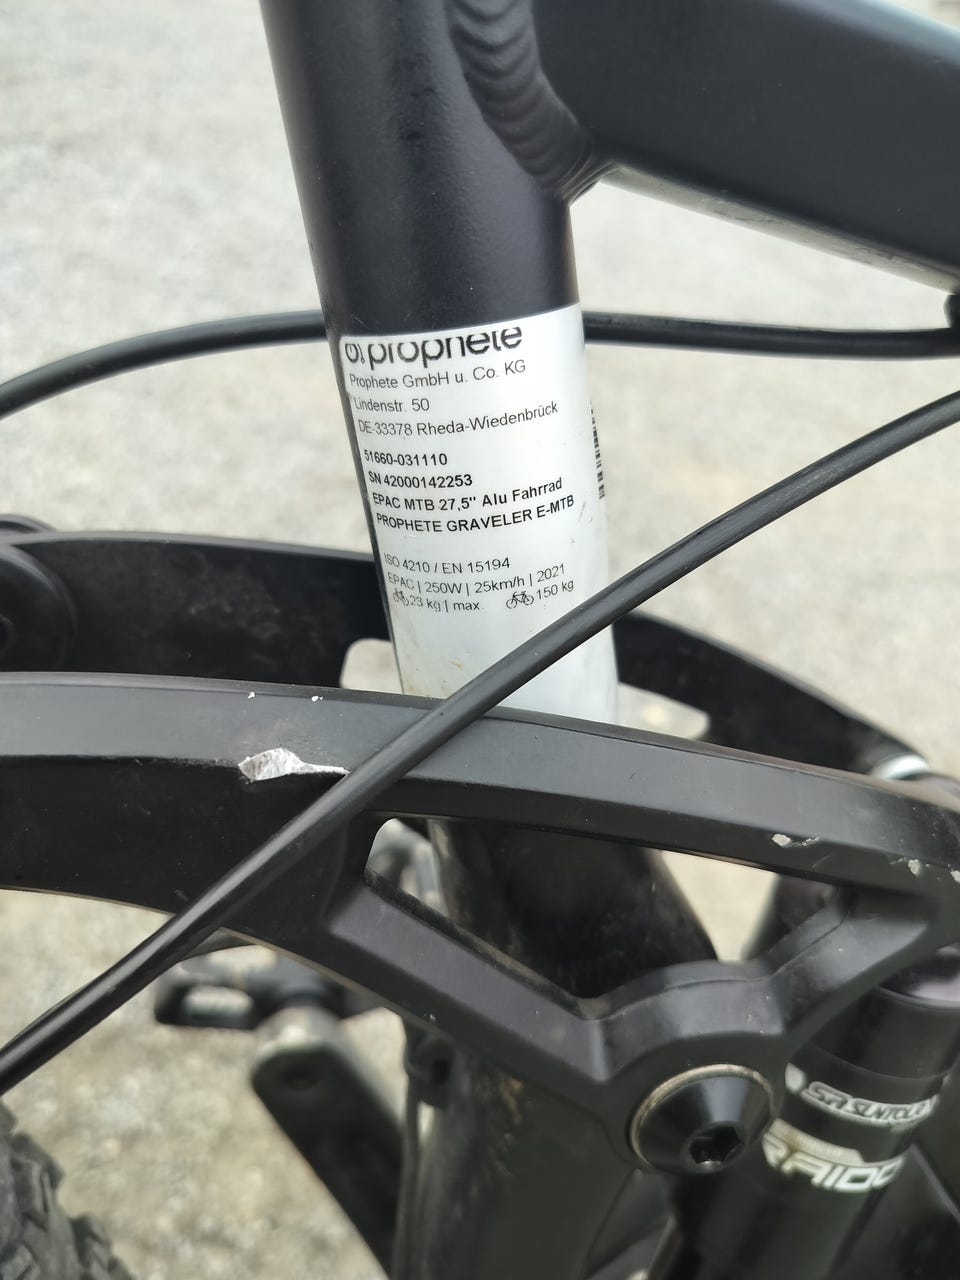 prophete
Prophete GmbH u. Co. KG
Lindenstr. 50
DE-33378 Rheda-Wiedenbrück
51660-031110
SN 42000142253
EPAC MTB 27,5" Alu Fahrrad
PROPHETE GRAVELER E-MTB
ISO 4210 / EN 15194
EPAC | 250W | 25km/h | 2021
23 kg | max 150 kg
SR SUNTOUR
RAIDON